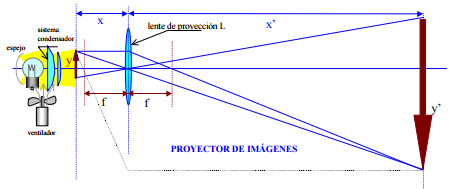 x
x'
lente de proyección L
sistema
condensador
espejo
y
f
f
y'
ventilador
PROYECTOR DE IMÁGENES